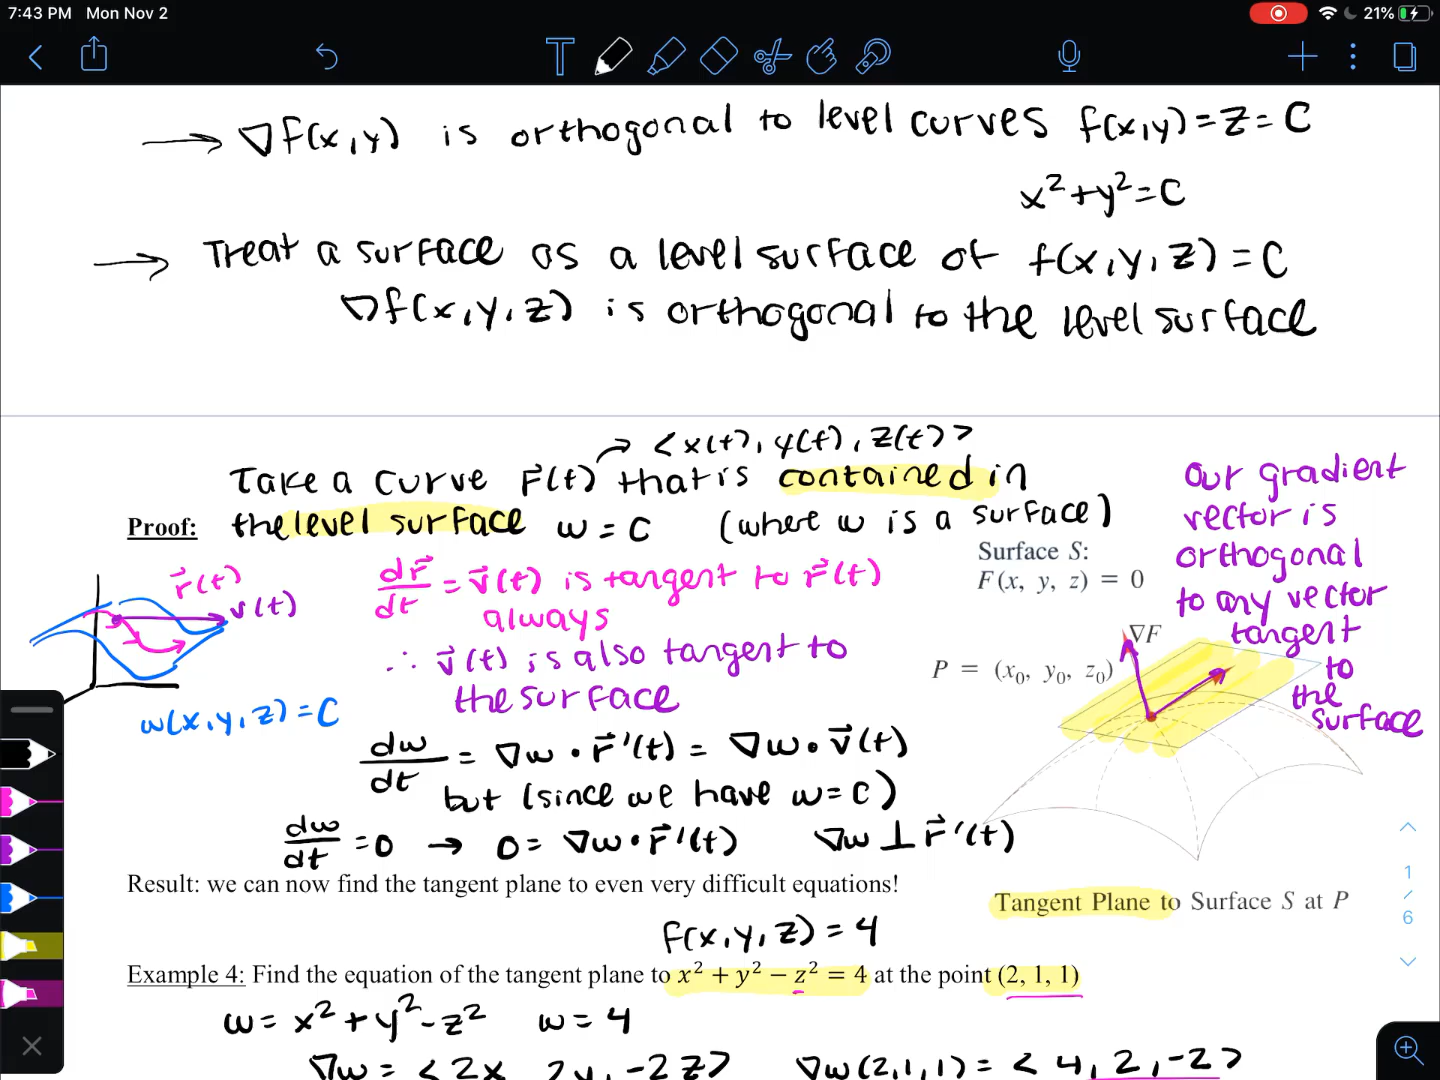 7:43 PM Mon Nov 2
21%
→ ∇f(x,y) is orthogonal to level curves f(x,y)=z=C
x²+y²=C
→ Treat a surface as a level surface of f(x,y,z)=C
∇f(x,y,z) is orthogonal to the level surface
→ <x(t), y(t), z(t)>
Take a curve r⃗(t) that is contained in
Proof: the level surface w = C (where w is a surface)
Our gradient
vector is
orthogonal
to any vector
tangent
to
the
surface
Surface S:
F(x, y, z) = 0
∇F
P = (x₀, y₀, z₀)
r⃗(t)
v(t)
w(x,y,z)=C
dr⃗/dt = v⃗(t) is tangent to r⃗(t)
always
∴ v⃗(t) is also tangent to
the surface
dw/dt = ∇w • r⃗'(t) = ∇w • v⃗(t)
but (since we have w=C)
dw/dt = 0 → 0 = ∇w • r⃗'(t) ∇w ⊥ r⃗'(t)
Result: we can now find the tangent plane to even very difficult equations!
Tangent Plane to Surface S at P
1
/
6
f(x,y,z) = 4
Example 4: Find the equation of the tangent plane to x² + y² − z² = 4 at the point (2, 1, 1)
w = x² + y² - z² w = 4
∇w = <2x, 2y, -2z> ∇w(2,1,1) = <4, 2, -2>